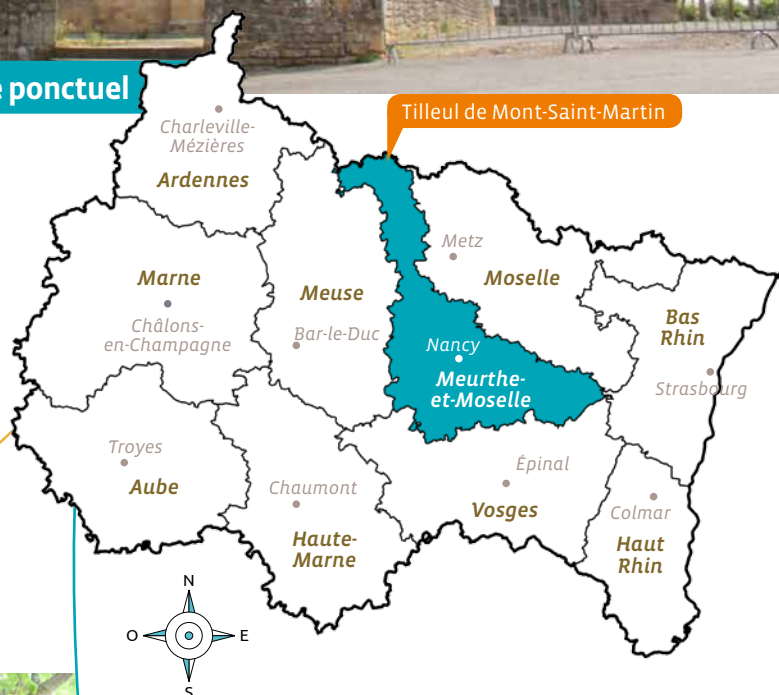 e ponctuel
Tilleul de Mont-Saint-Martin
Charleville-
Mézières
Ardennes
Metz
Marne
Meuse
Moselle
Châlons-
en-Champagne
Bar-le-Duc
Bas
Rhin
Nancy
Meurthe-
et-Moselle
Strasbourg
Troyes
Aube
Épinal
Chaumont
Vosges
Colmar
Haute-
Marne
Haut
Rhin
N
O
E
S